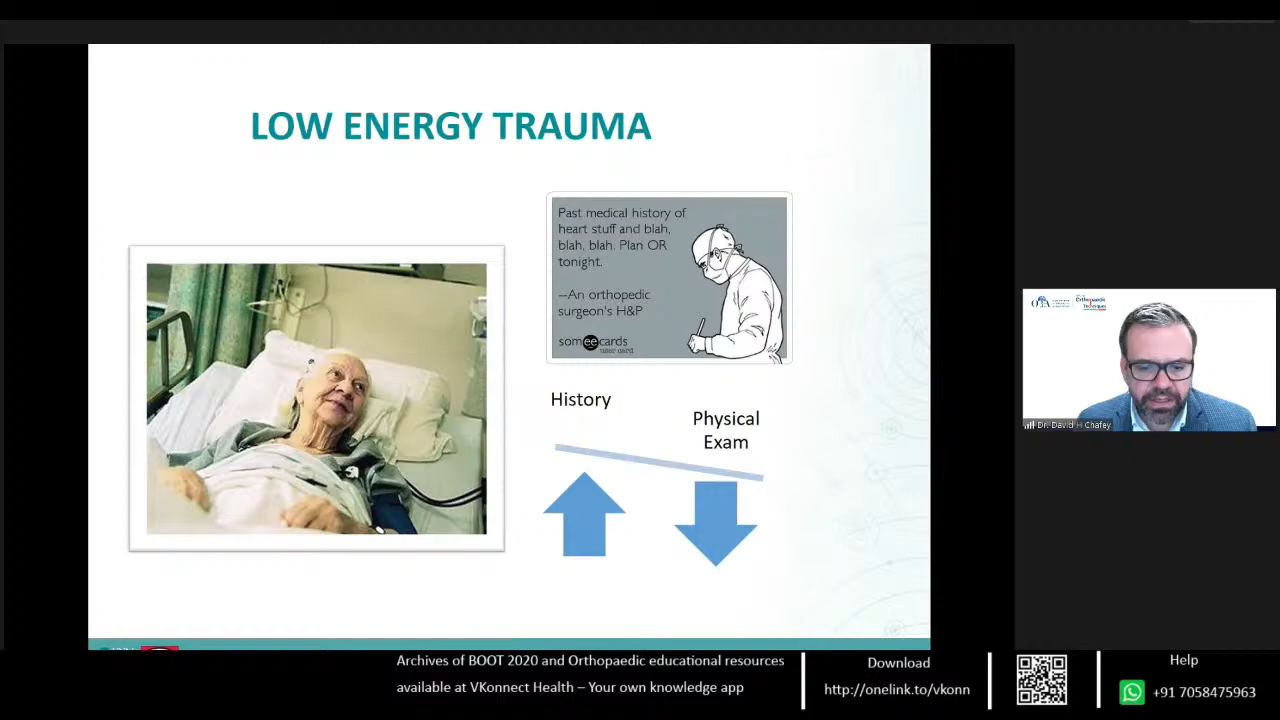 LOW ENERGY TRAUMA
Past medical history of
heart stuff and blah,
blah, blah. Plan OR
tonight.
--An orthopedic
surgeon's H&P
someecards
user card
History
Physical
Exam
Dr. David H Chafey
Archives of BOOT 2020 and Orthopaedic educational resources
available at VKonnect Health – Your own knowledge app
Download
http://onelink.to/vkonn
Help
+91 7058475963